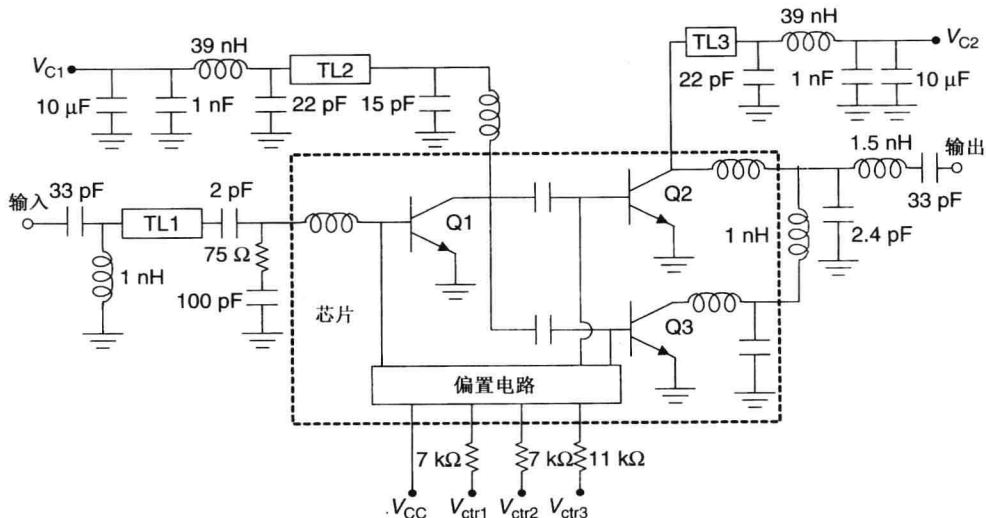 39 nH
39 nH
V_C1
TL2
TL3
V_C2
10 μF
1 nF
22 pF
15 pF
22 pF
1 nF
10 μF
1.5 nH
输出
33 pF
输入
33 pF
TL1
2 pF
75 Ω
1 nH
100 pF
Q1
Q2
1 nH
2.4 pF
芯片
Q3
偏置电路
7 kΩ
7 kΩ
11 kΩ
V_CC
V_ctr1
V_ctr2
V_ctr3